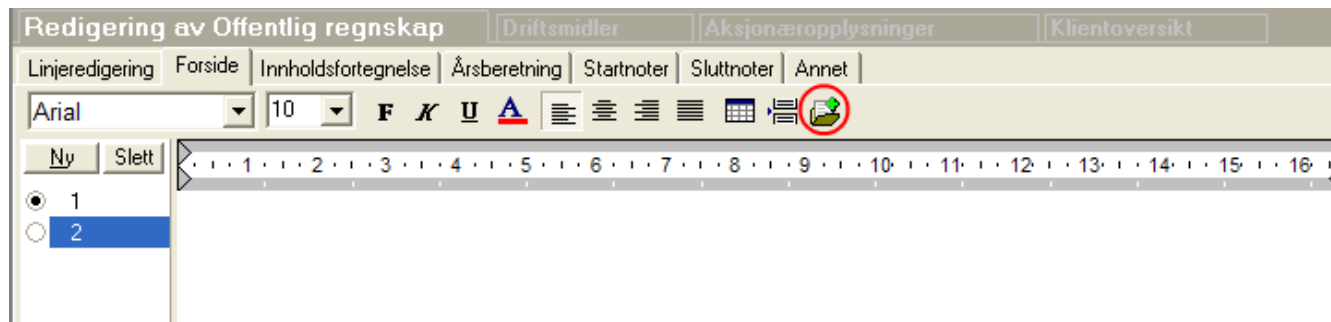 Redigering av Offentlig regnskap Driftsmidler Aksjonæropplysninger Klientoversikt
Linjeredigering Forside Innholdsfortegnelse Årsberetning Startnoter Sluttnoter Annet
Arial 10 F K U A
Ny Slett 1 2 3 4 5 6 7 8 9 10 11 12 13 14 15 16
1
2